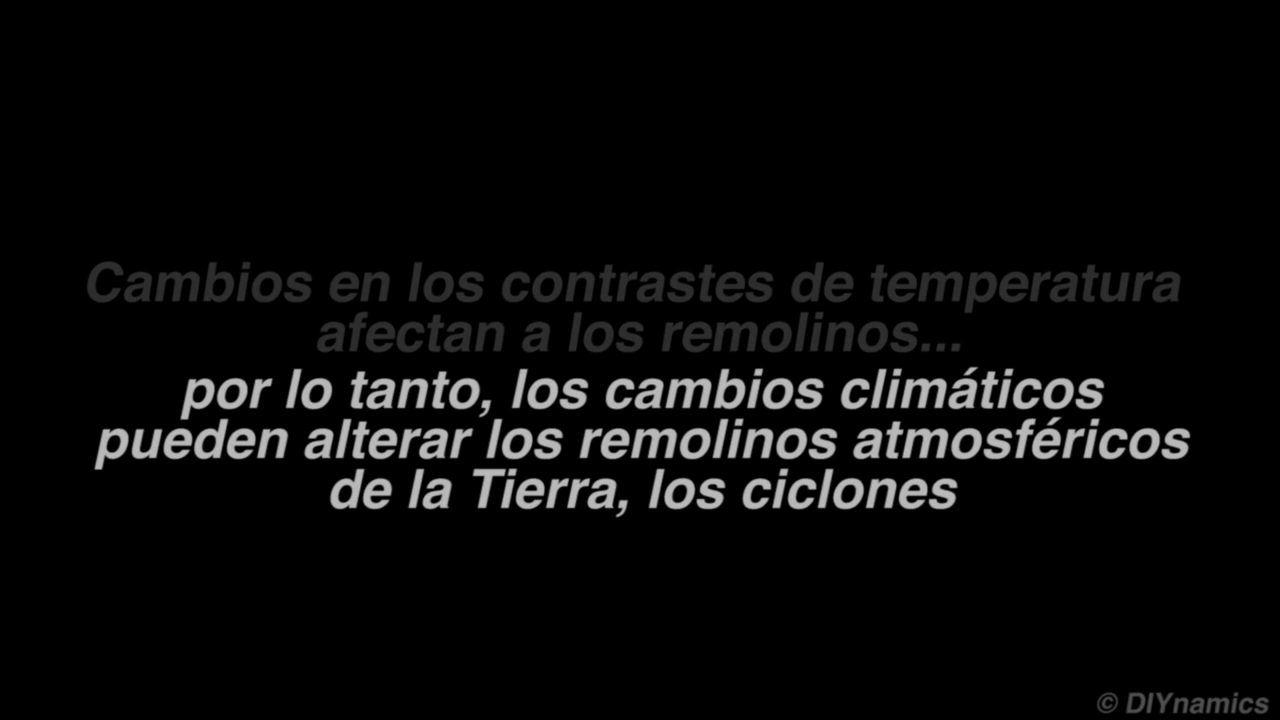 Cambios en los contrastes de temperatura
afectan a los remolinos...
por lo tanto, los cambios climáticos
pueden alterar los remolinos atmosféricos
de la Tierra, los ciclones
© DIYnamics